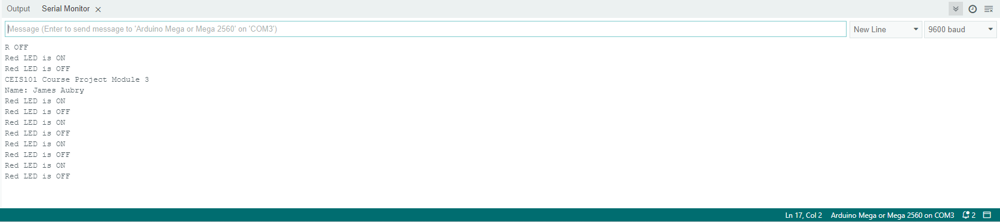 Output Serial Monitor
Message (Enter to send message to 'Arduino Mega or Mega 2560' on 'COM3') New Line 9600 baud
R OFF
Red LED is ON
Red LED is OFF
CEIS101 Course Project Module 3
Name: James Aubry
Red LED is ON
Red LED is OFF
Red LED is ON
Red LED is OFF
Red LED is ON
Red LED is OFF
Red LED is ON
Red LED is OFF
Ln 17, Col 2 Arduino Mega or Mega 2560 on COM3 2